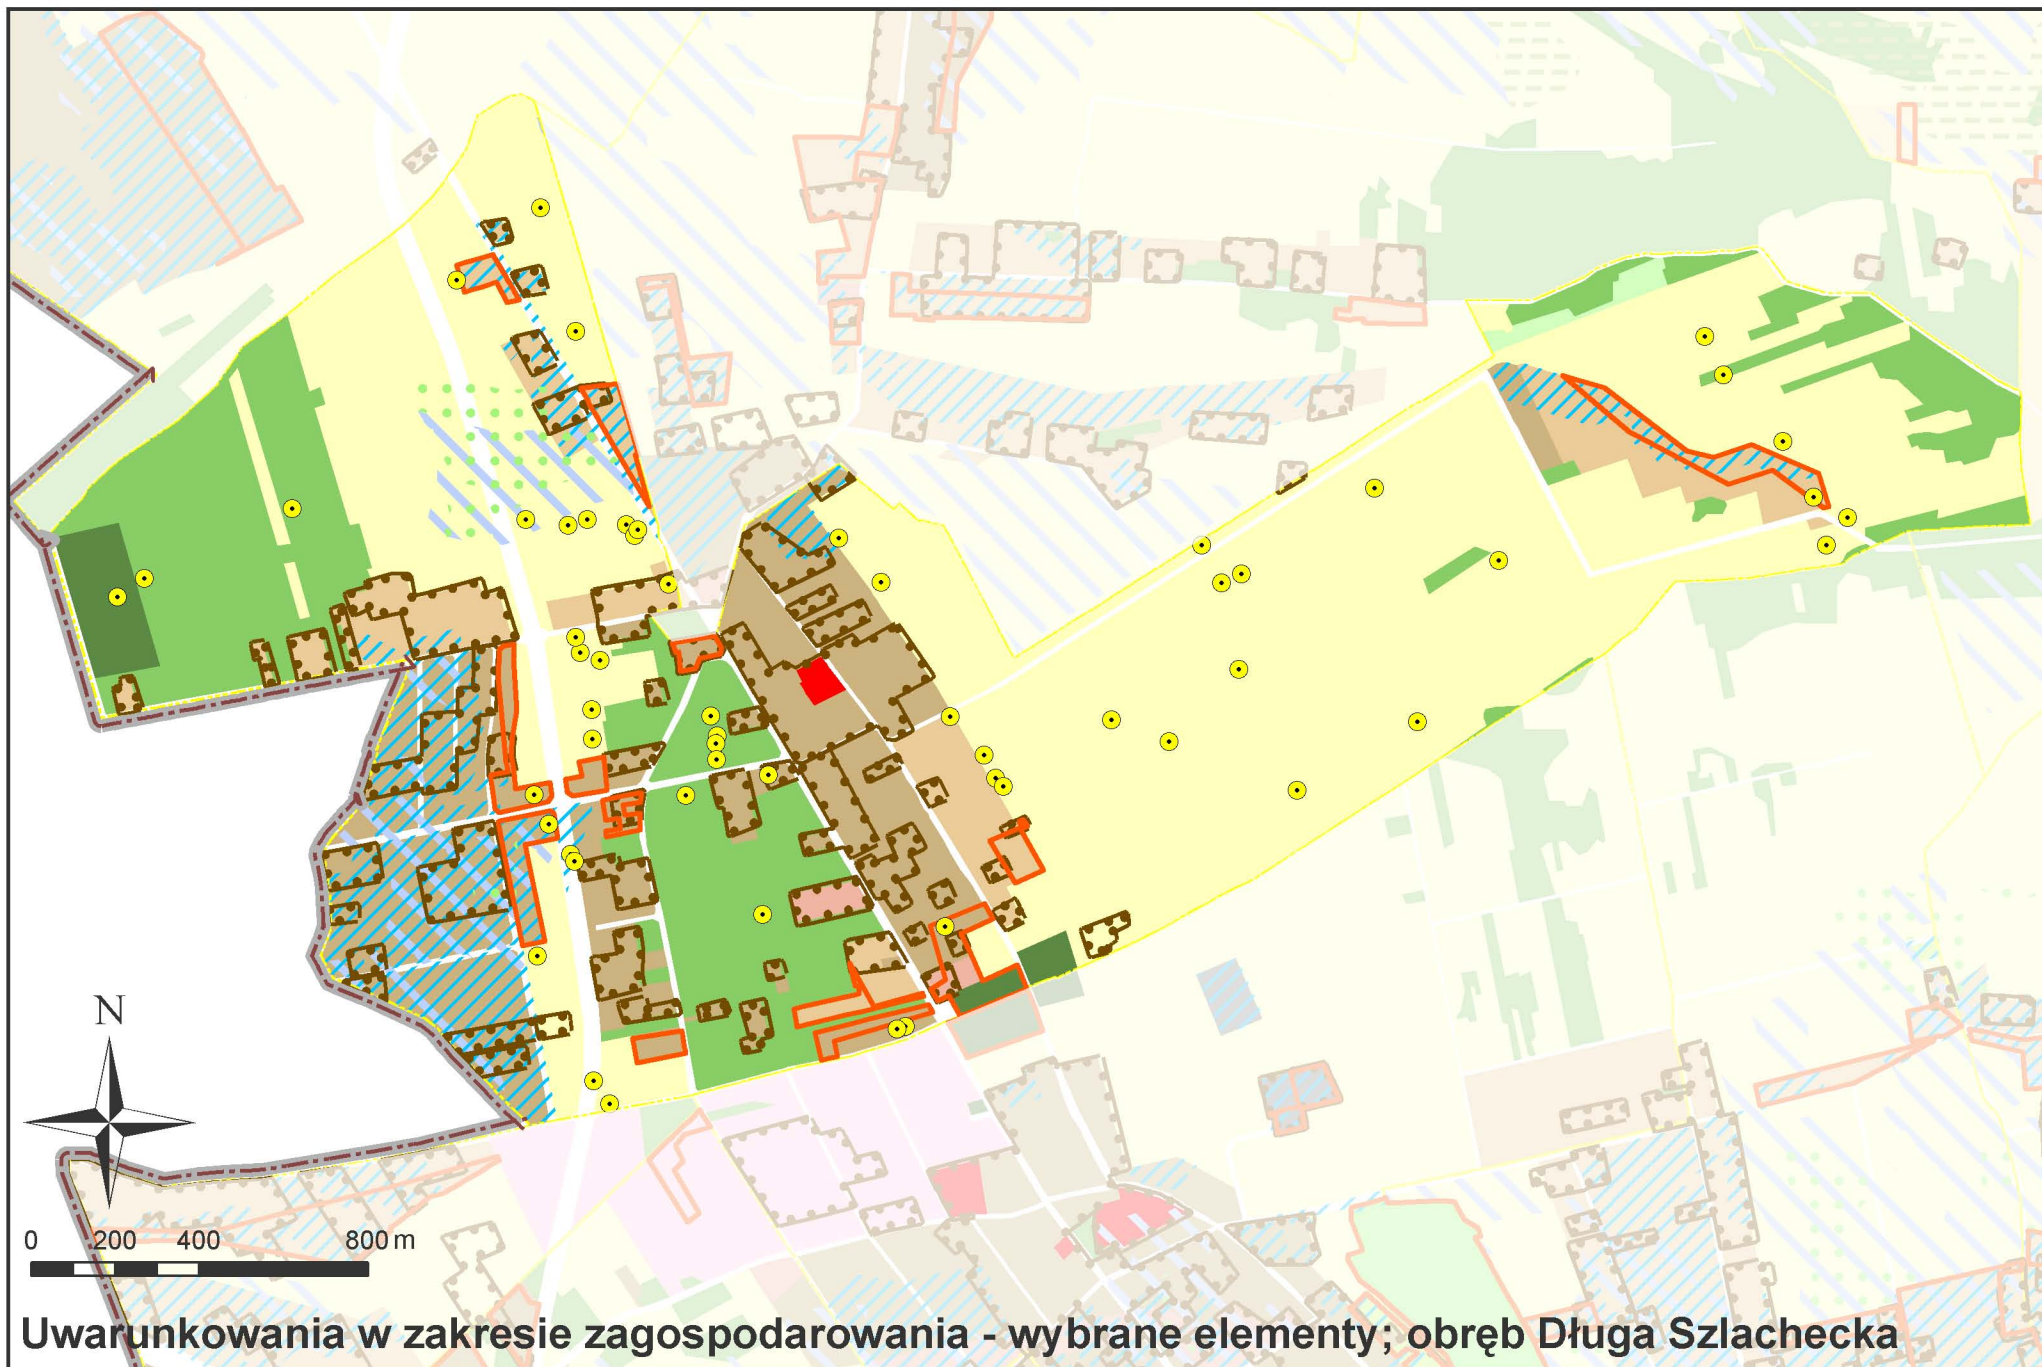 N
0 200 400 800 m
Uwarunkowania w zakresie zagospodarowania - wybrane elementy; obręb Długa Szlachecka